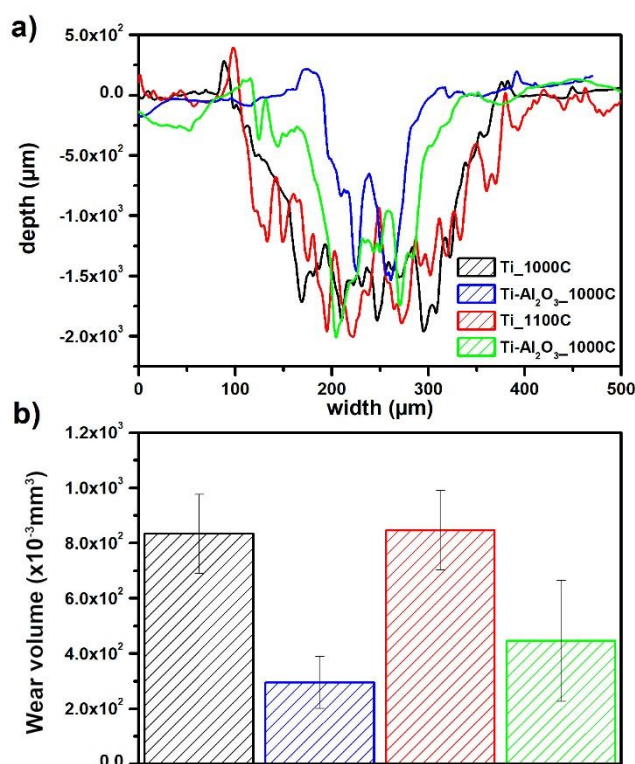 a)
5.0x10²
0.0
-5.0x10²
-1.0x10³
-1.5x10³
-2.0x10³
depth (µm)
Ti_1000C
Ti-Al₂O₃_1000C
Ti_1100C
Ti-Al₂O₃_1000C
0 100 200 300 400 500
width (µm)
b)
1.2x10³
1.0x10³
8.0x10²
6.0x10²
4.0x10²
2.0x10²
0.0
Wear volume (x10⁻³mm³)